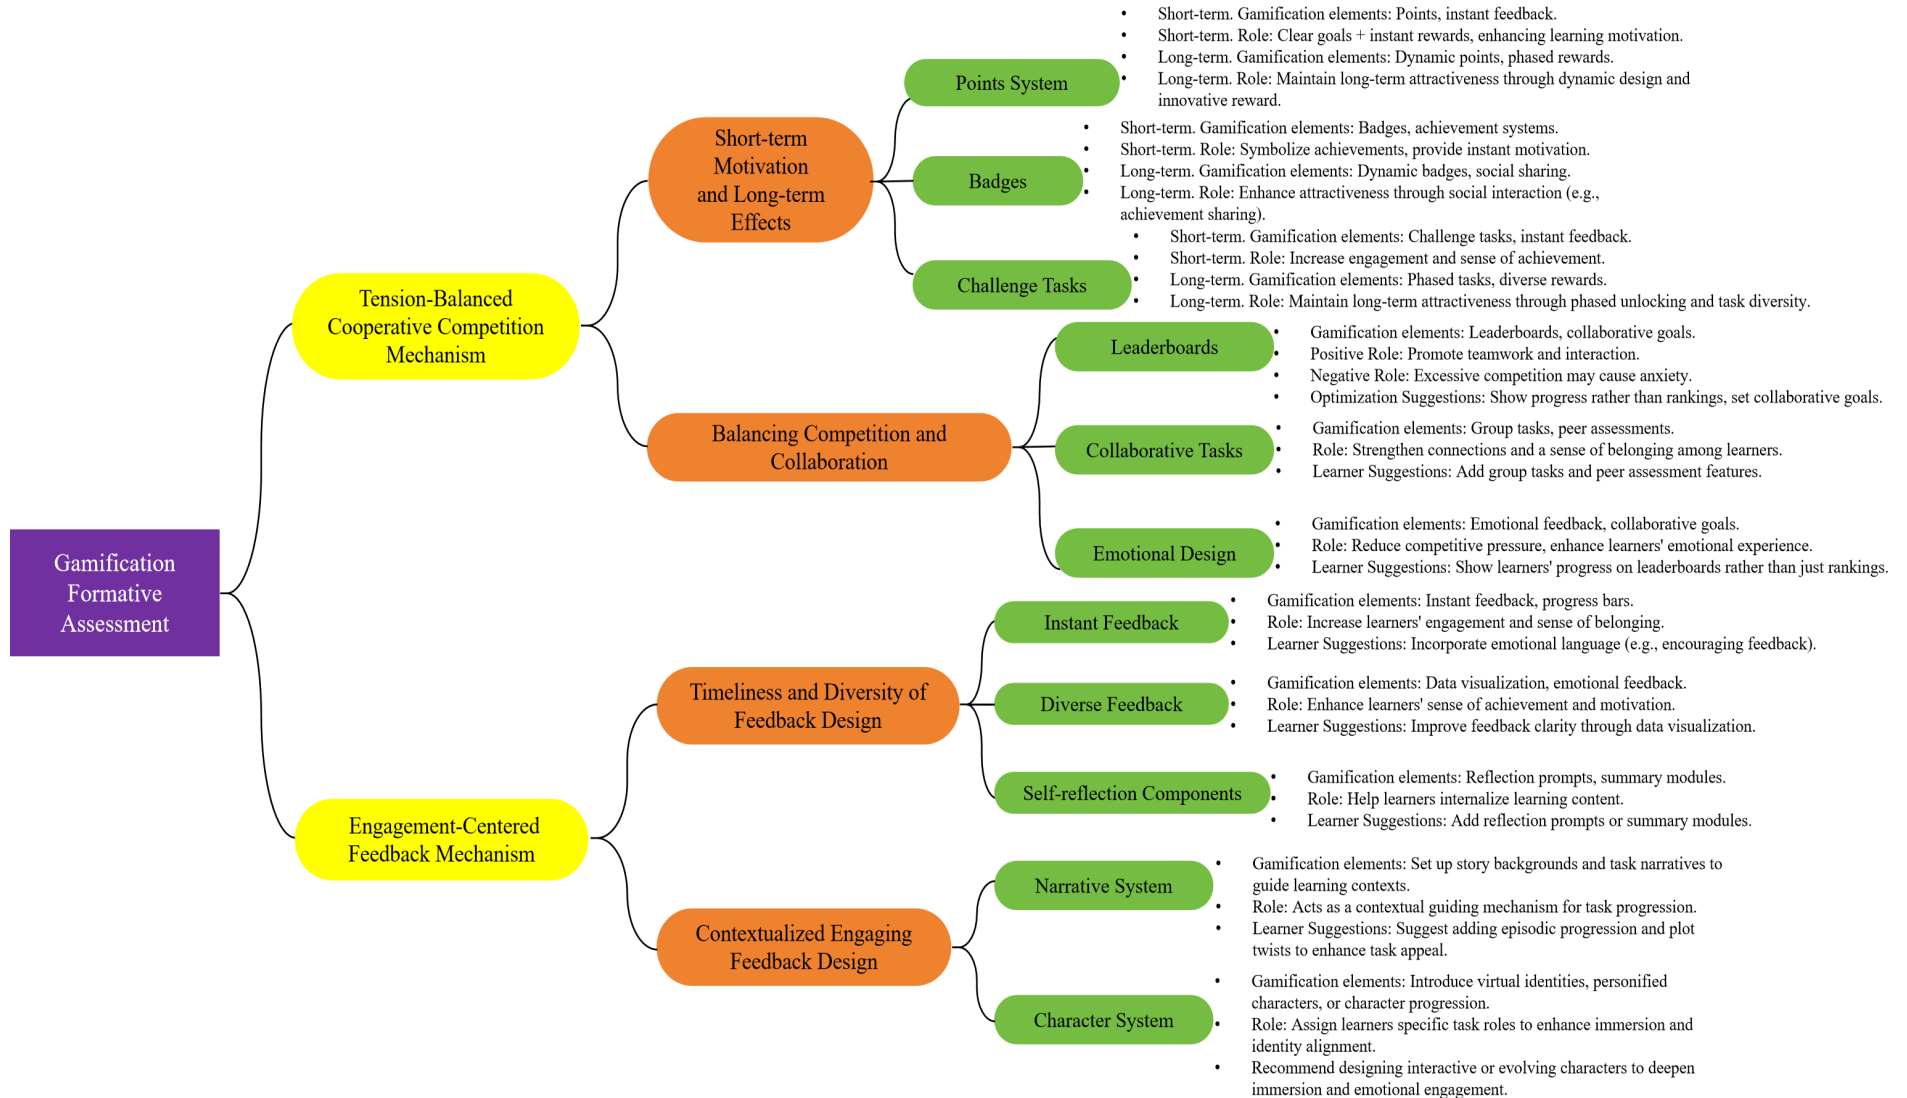 Gamification
Formative
Assessment
Tension-Balanced
Cooperative Competition
Mechanism
Short-term
Motivation
and Long-term
Effects
Points System
• Short-term. Gamification elements: Points, instant feedback.
• Short-term. Role: Clear goals + instant rewards, enhancing learning motivation.
• Long-term. Gamification elements: Dynamic points, phased rewards.
• Long-term. Role: Maintain long-term attractiveness through dynamic design and
innovative reward.
Badges
• Short-term. Gamification elements: Badges, achievement systems.
• Short-term. Role: Symbolize achievements, provide instant motivation.
• Long-term. Gamification elements: Dynamic badges, social sharing.
• Long-term. Role: Enhance attractiveness through social interaction (e.g.,
achievement sharing).
Challenge Tasks
• Short-term. Gamification elements: Challenge tasks, instant feedback.
• Short-term. Role: Increase engagement and sense of achievement.
• Long-term. Gamification elements: Phased tasks, diverse rewards.
• Long-term. Role: Maintain long-term attractiveness through phased unlocking and task diversity.
Balancing Competition and
Collaboration
Leaderboards
• Gamification elements: Leaderboards, collaborative goals.
• Positive Role: Promote teamwork and interaction.
• Negative Role: Excessive competition may cause anxiety.
• Optimization Suggestions: Show progress rather than rankings, set collaborative goals.
Collaborative Tasks
• Gamification elements: Group tasks, peer assessments.
• Role: Strengthen connections and a sense of belonging among learners.
• Learner Suggestions: Add group tasks and peer assessment features.
Emotional Design
• Gamification elements: Emotional feedback, collaborative goals.
• Role: Reduce competitive pressure, enhance learners' emotional experience.
• Learner Suggestions: Show learners' progress on leaderboards rather than just rankings.
Engagement-Centered
Feedback Mechanism
Timeliness and Diversity of
Feedback Design
Instant Feedback
• Gamification elements: Instant feedback, progress bars.
• Role: Increase learners' engagement and sense of belonging.
• Learner Suggestions: Incorporate emotional language (e.g., encouraging feedback).
Diverse Feedback
• Gamification elements: Data visualization, emotional feedback.
• Role: Enhance learners' sense of achievement and motivation.
• Learner Suggestions: Improve feedback clarity through data visualization.
Self-reflection Components
• Gamification elements: Reflection prompts, summary modules.
• Role: Help learners internalize learning content.
• Learner Suggestions: Add reflection prompts or summary modules.
Contextualized Engaging
Feedback Design
Narrative System
• Gamification elements: Set up story backgrounds and task narratives to
guide learning contexts.
• Role: Acts as a contextual guiding mechanism for task progression.
• Learner Suggestions: Suggest adding episodic progression and plot
twists to enhance task appeal.
Character System
• Gamification elements: Introduce virtual identities, personified
characters, or character progression.
• Role: Assign learners specific task roles to enhance immersion and
identity alignment.
• Recommend designing interactive or evolving characters to deepen
immersion and emotional engagement.